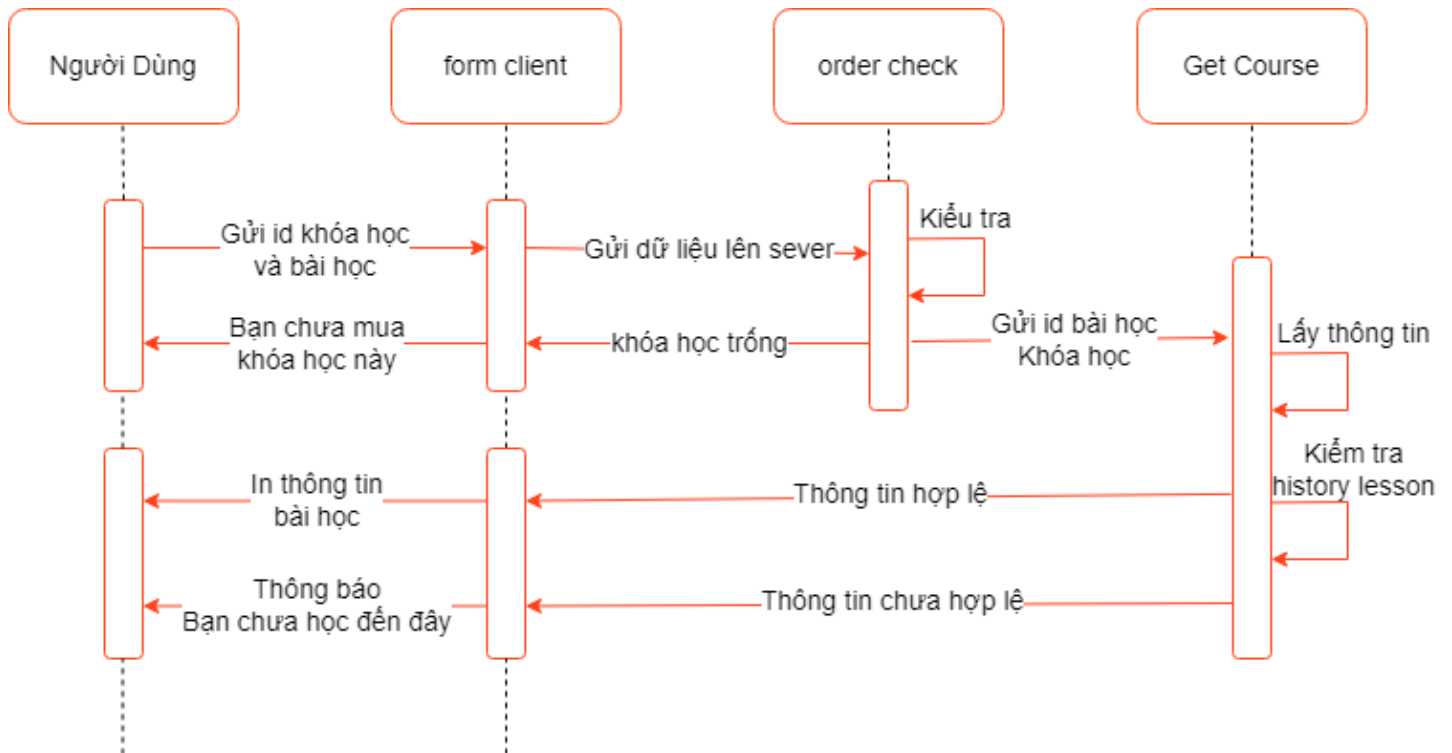 Người Dùng
form client
order check
Get Course
Gửi id khóa học
và bài học
Gửi dữ liệu lên sever
Kiểu tra
Bạn chưa mua
khóa học này
khóa học trống
Gửi id bài học
Khóa học
Lấy thông tin
Kiểm tra
history lesson
In thông tin
bài học
Thông tin hợp lệ
Thông báo
Bạn chưa học đến đây
Thông tin chưa hợp lệ